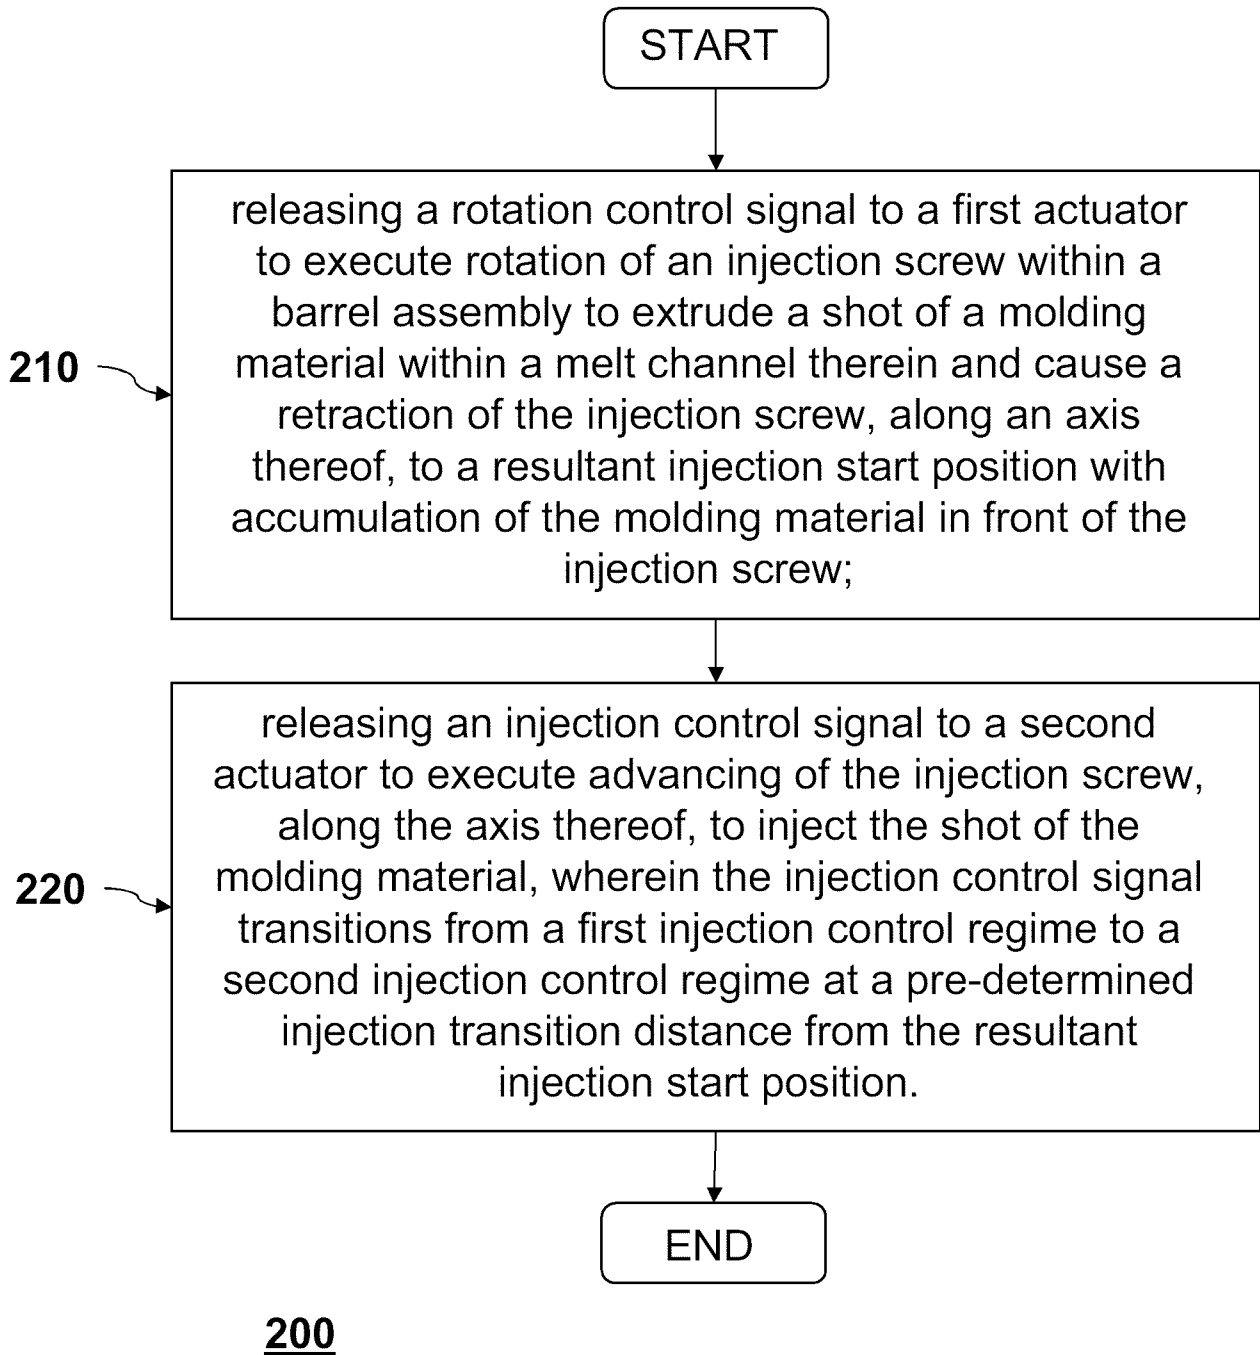 START
releasing a rotation control signal to a first actuator
to execute rotation of an injection screw within a
barrel assembly to extrude a shot of a molding
material within a melt channel therein and cause a
retraction of the injection screw, along an axis
thereof, to a resultant injection start position with
accumulation of the molding material in front of the
injection screw;
210
releasing an injection control signal to a second
actuator to execute advancing of the injection screw,
along the axis thereof, to inject the shot of the
molding material, wherein the injection control signal
transitions from a first injection control regime to a
second injection control regime at a pre-determined
injection transition distance from the resultant
injection start position.
220
END
200